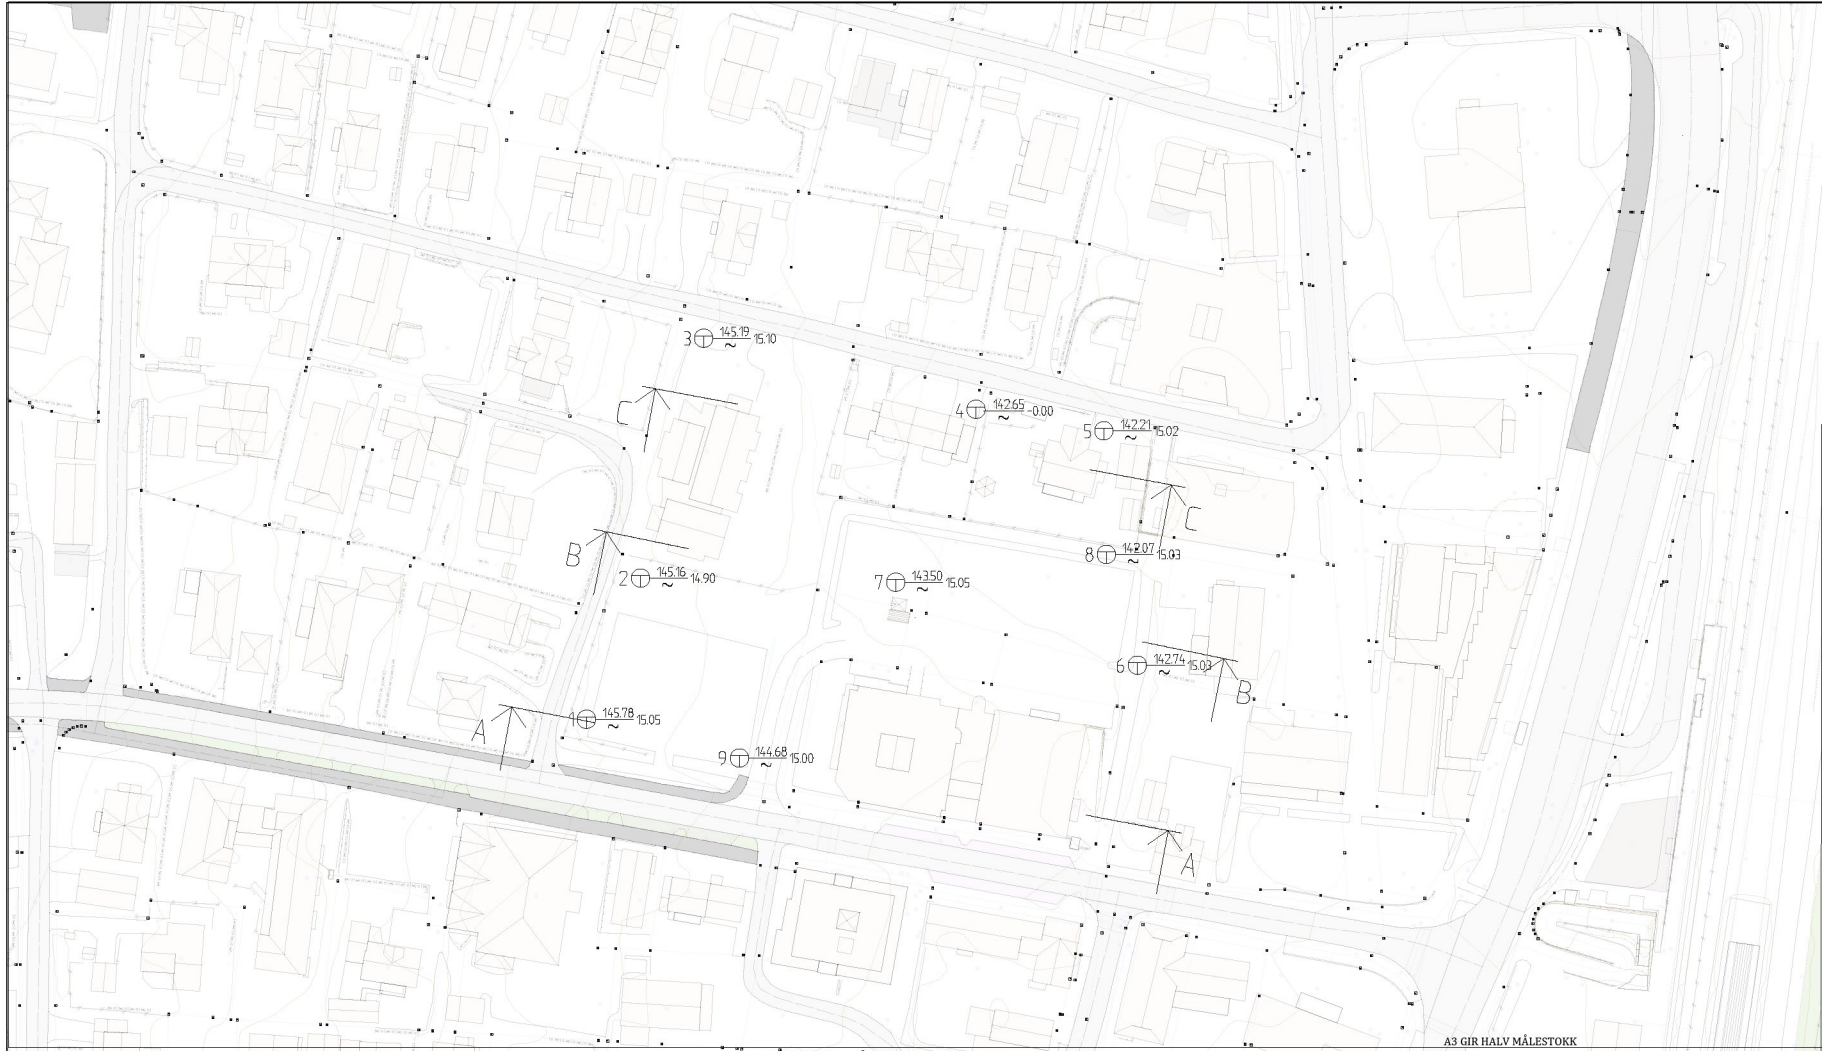 3 145.19 15.10
~
C
4 142.65 -0.00
~
5 142.21 15.02
~
C
B
8 142.07 15.03
~
2 145.16 14.90
~
7 143.50 15.05
~
6 142.74 15.03
~
B
A
1 145.78 15.05
~
9 144.68 15.00
~
A
A3 GIR HALV MÅLESTOKK